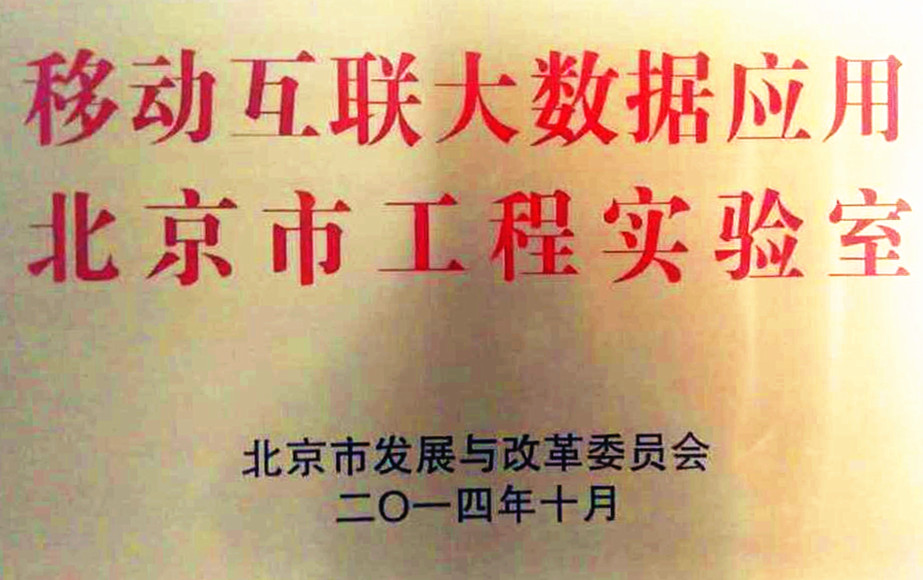 移动互联大数据应用
北京市工程实验室
北京市发展与改革委员会
二〇一四年十月